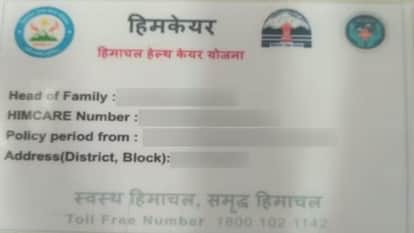 हिमकेयर
हिमाचल हेल्थ केयर योजना
Head of Family :
HIMCARE Number :
Policy period from :
Address(District, Block):
स्वस्थ हिमाचल, समृद्ध हिमाचल
Toll Free Number 1800 102 1142